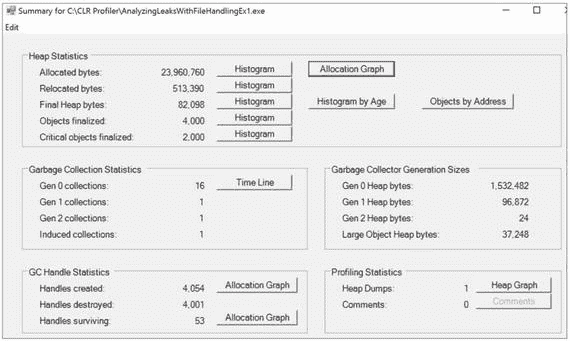 Summary for C:\CLR Profiler\AnalyzingLeaksWithFileHandlingEx1.exe
Edit
Heap Statistics
Allocated bytes: 23,960,760 Histogram Allocation Graph
Relocated bytes: 513,390 Histogram
Final Heap bytes: 82,098 Histogram Histogram by Age Objects by Address
Objects finalized: 4,000 Histogram
Critical objects finalized: 2,000 Histogram
Garbage Collection Statistics
Gen 0 collections: 16 Time Line
Gen 1 collections: 1
Gen 2 collections: 1
Induced collections: 1
Garbage Collector Generation Sizes
Gen 0 Heap bytes: 1,532,482
Gen 1 Heap bytes: 96,872
Gen 2 Heap bytes: 24
Large Object Heap bytes: 37,248
GC Handle Statistics
Handles created: 4,054 Allocation Graph
Handles destroyed: 4,001
Handles surviving: 53 Allocation Graph
Profiling Statistics
Heap Dumps: 1 Heap Graph
Comments: 0 Comments